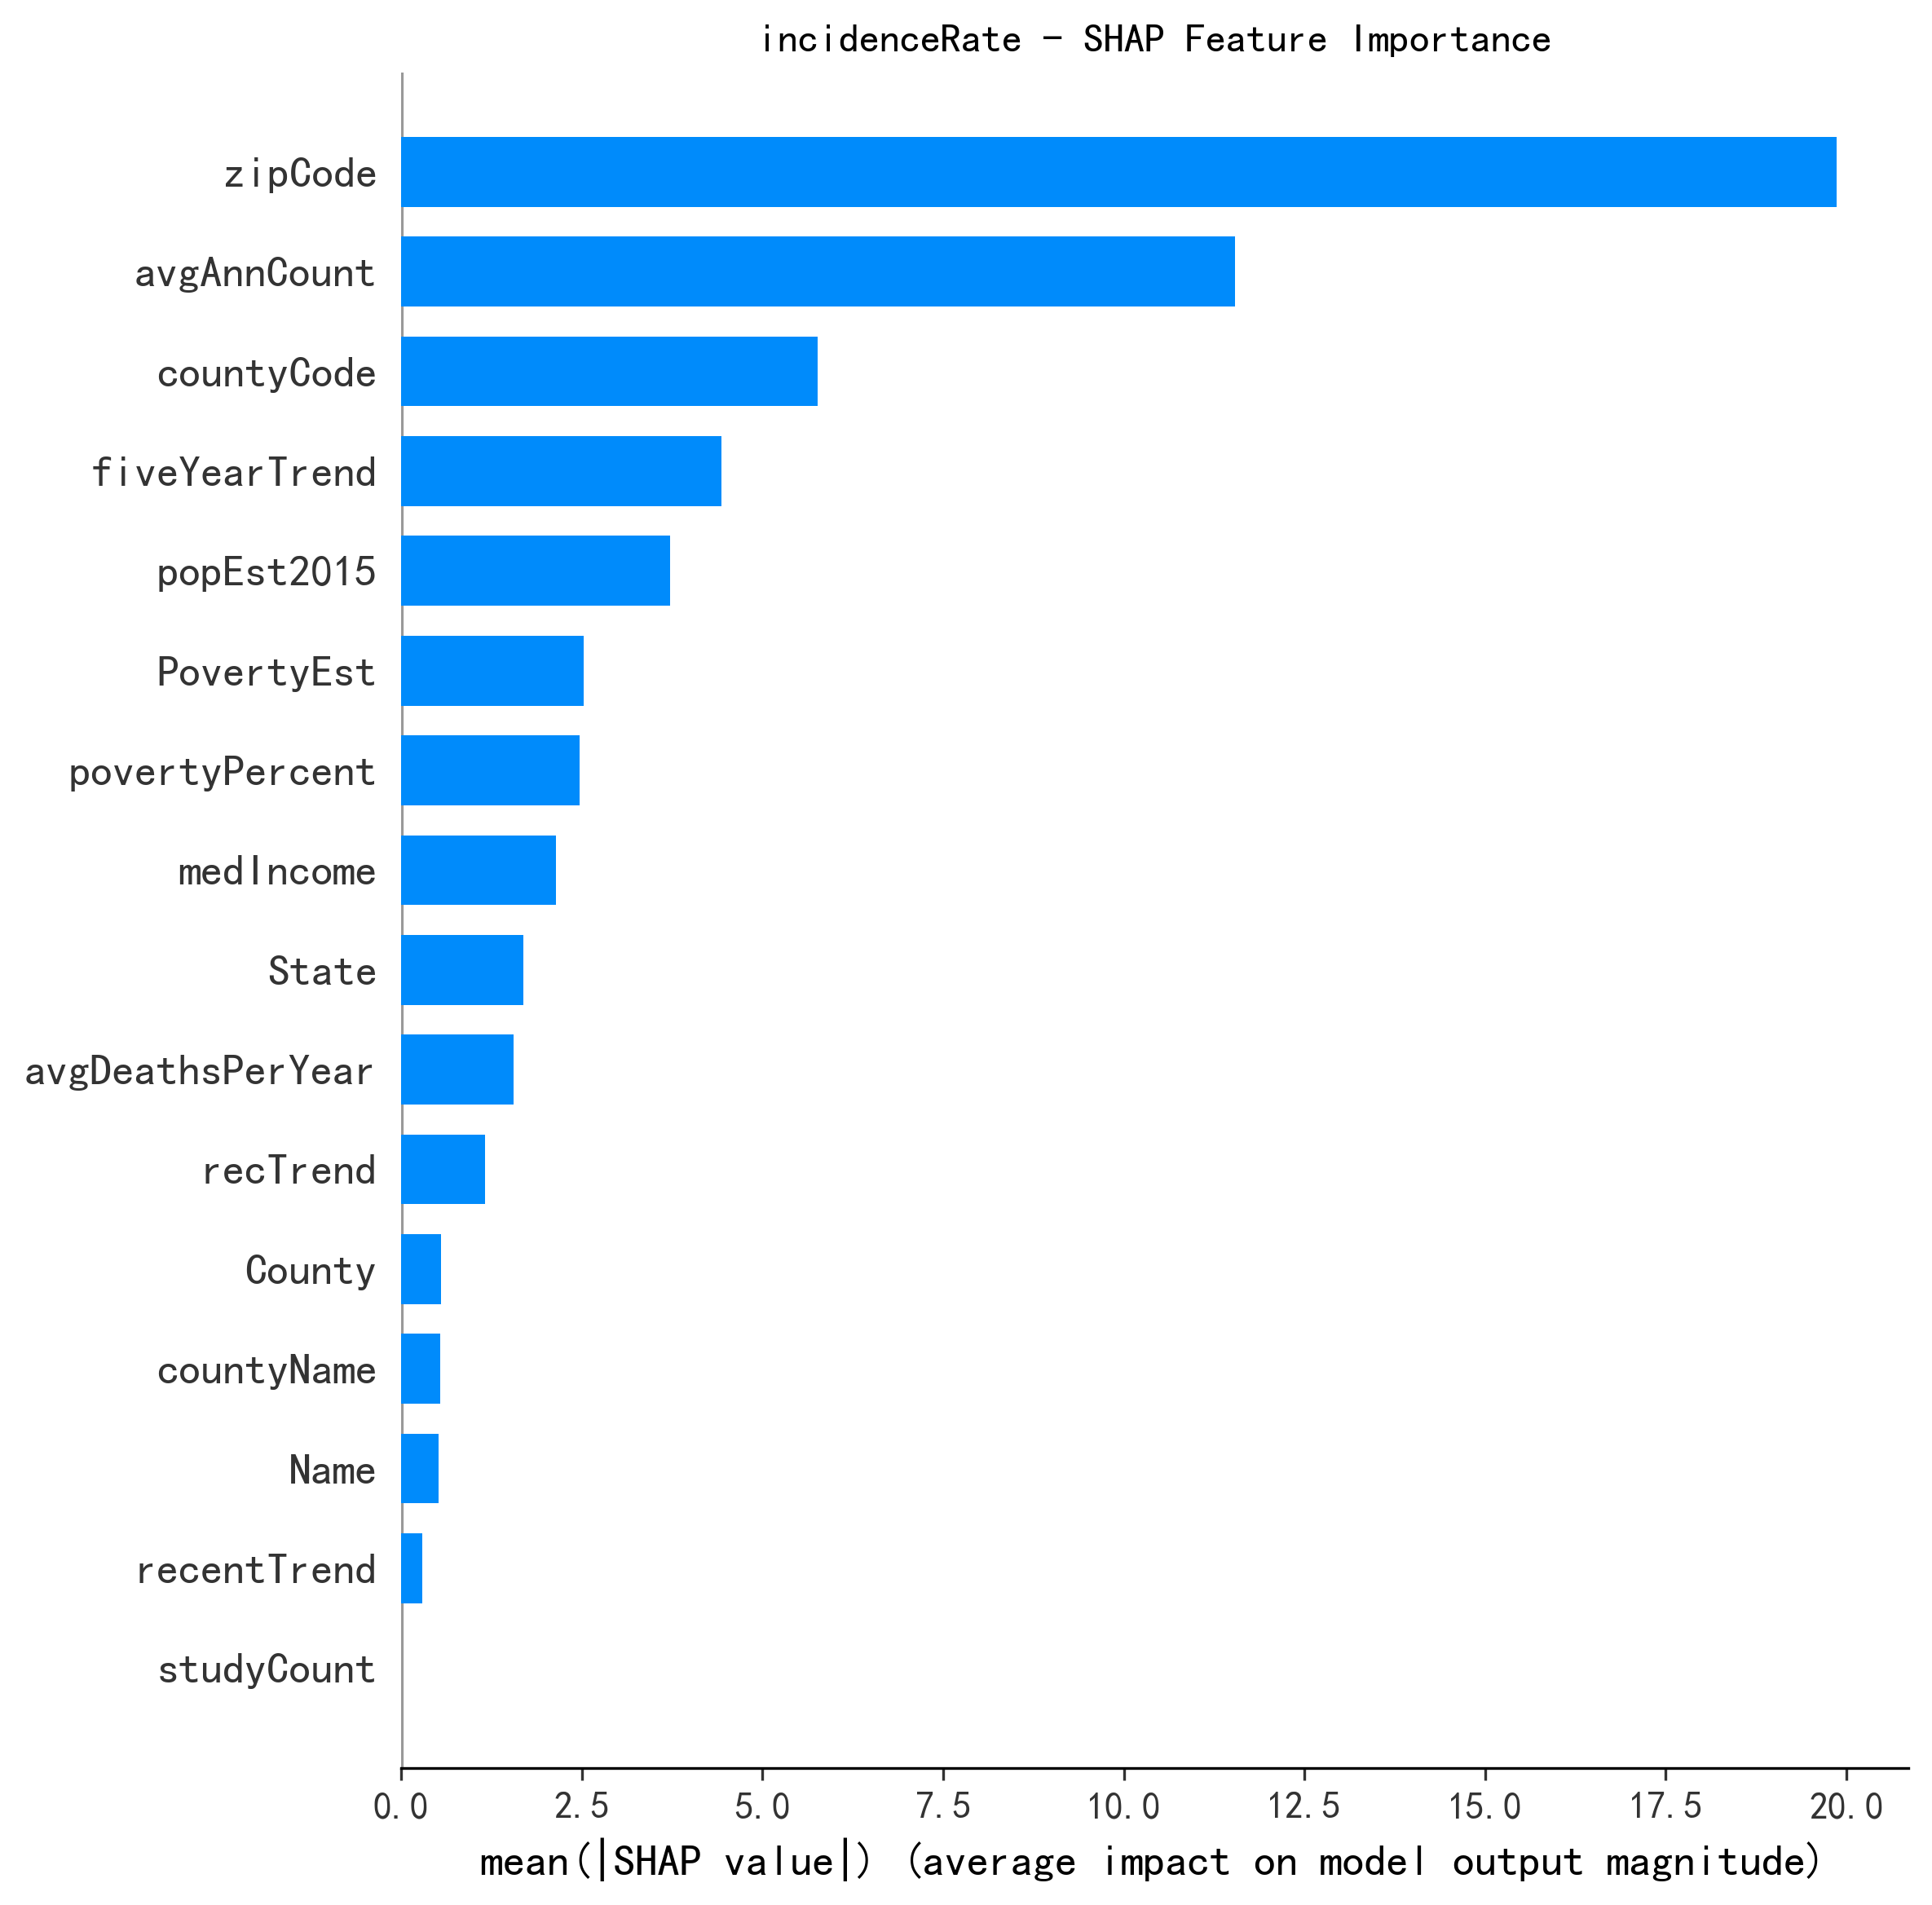 incidenceRate - SHAP Feature Importance
zipCode
avgAnnCount
countyCode
fiveYearTrend
popEst2015
PovertyEst
povertyPercent
medIncome
State
avgDeathsPerYear
recTrend
County
countyName
Name
recentTrend
studyCount
0.0 2.5 5.0 7.5 10.0 12.5 15.0 17.5 20.0
mean(|SHAP value|) (average impact on model output magnitude)